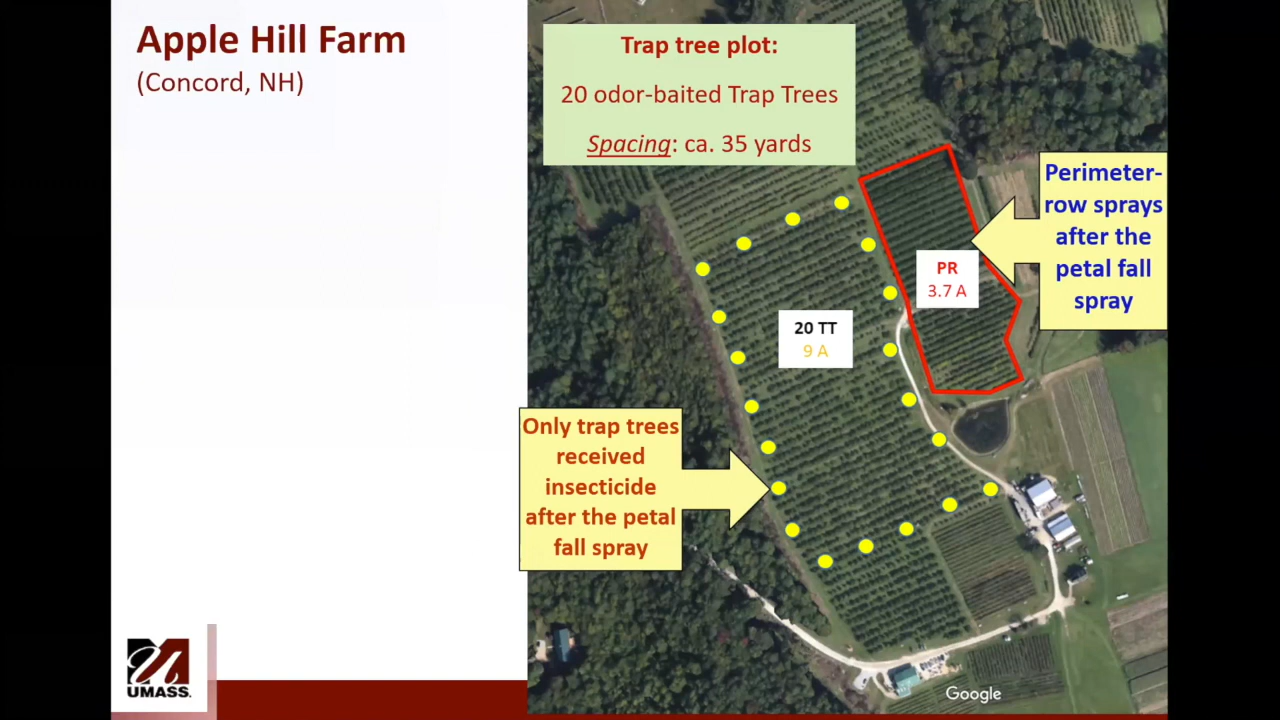 Apple Hill Farm
(Concord, NH)
Trap tree plot:
20 odor-baited Trap Trees
Spacing: ca. 35 yards
Perimeter-
row sprays
after the
petal fall
spray
PR
3.7 A
20 TT
9 A
Only trap trees
received
insecticide
after the petal
fall spray
UMASS.
Google